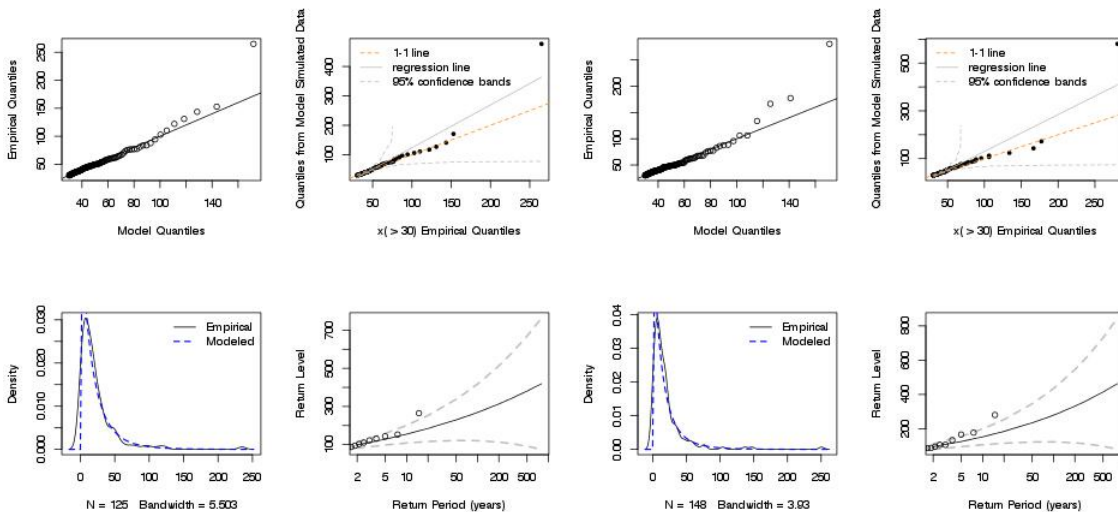 Empirical Quantiles
50 100 150 200 250
40 60 80 100 120 140
Model Quantiles
Quantiles from Model Simulated Data
100 200 300 400
1-1 line
regression line
95% confidence bands
50 100 150 200 250
x( > 30) Empirical Quantiles
Empirical Quantiles
50 100 150 200
40 60 80 100 120 140
Model Quantiles
Quantiles from Model Simulated Data
100 200 300 400 500 600
1-1 line
regression line
95% confidence bands
50 100 150 200 250
x( > 30) Empirical Quantiles
Density
0.000 0.010 0.020 0.030
Empirical
Modeled
0 50 100 150 200 250
N = 125 Bandwidth = 5.503
Return Level
100 300 500 700
2 5 10 50 100 500
Return Period (years)
Density
0.00 0.01 0.02 0.03 0.04
Empirical
Modeled
0 50 100 150 200 250
N = 148 Bandwidth = 3.93
Return Level
200 400 600 800
2 5 10 50 100 500
Return Period (years)